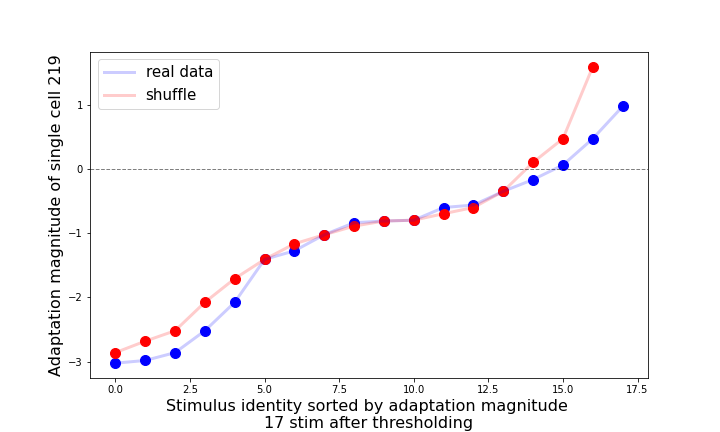 real data
shuffle
Adaptation magnitude of single cell 219
1
0
−1
−2
−3
0.0 2.5 5.0 7.5 10.0 12.5 15.0 17.5
Stimulus identity sorted by adaptation magnitude
17 stim after thresholding